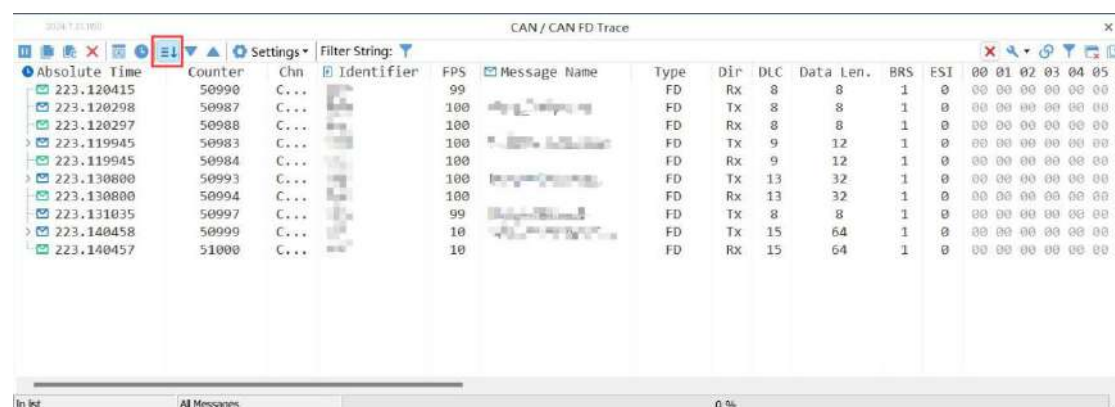 CAN / CAN FD Trace
Settings Filter String:
Absolute Time Counter Chn Identifier FPS Message Name Type Dir DLC Data Len. BRS ESI 00 01 02 03 04 05
223.120415 50990 C... 99 FD Rx 8 8 1 0 00 00 00 00 00 00
223.120298 50987 C... 100 FD Tx 8 8 1 0 00 00 00 00 00 00
223.120297 50988 C... 100 FD Rx 8 8 1 0 00 00 00 00 00 00
223.119945 50983 C... 100 FD Tx 9 12 1 0 00 00 00 00 00 00
223.119945 50984 C... 100 FD Rx 9 12 1 0 00 00 00 00 00 00
223.130800 50993 C... 100 FD Tx 13 32 1 0 00 00 00 00 00 00
223.130800 50994 C... 100 FD Rx 13 32 1 0 00 00 00 00 00 00
223.131035 50997 C... 99 FD Tx 8 8 1 0 00 00 00 00 00 00
223.140458 50999 C... 10 FD Tx 15 64 1 0 00 00 00 00 00 00
223.140457 51000 C... 10 FD Rx 15 64 1 0 00 00 00 00 00 00
In list All Messages 0 %